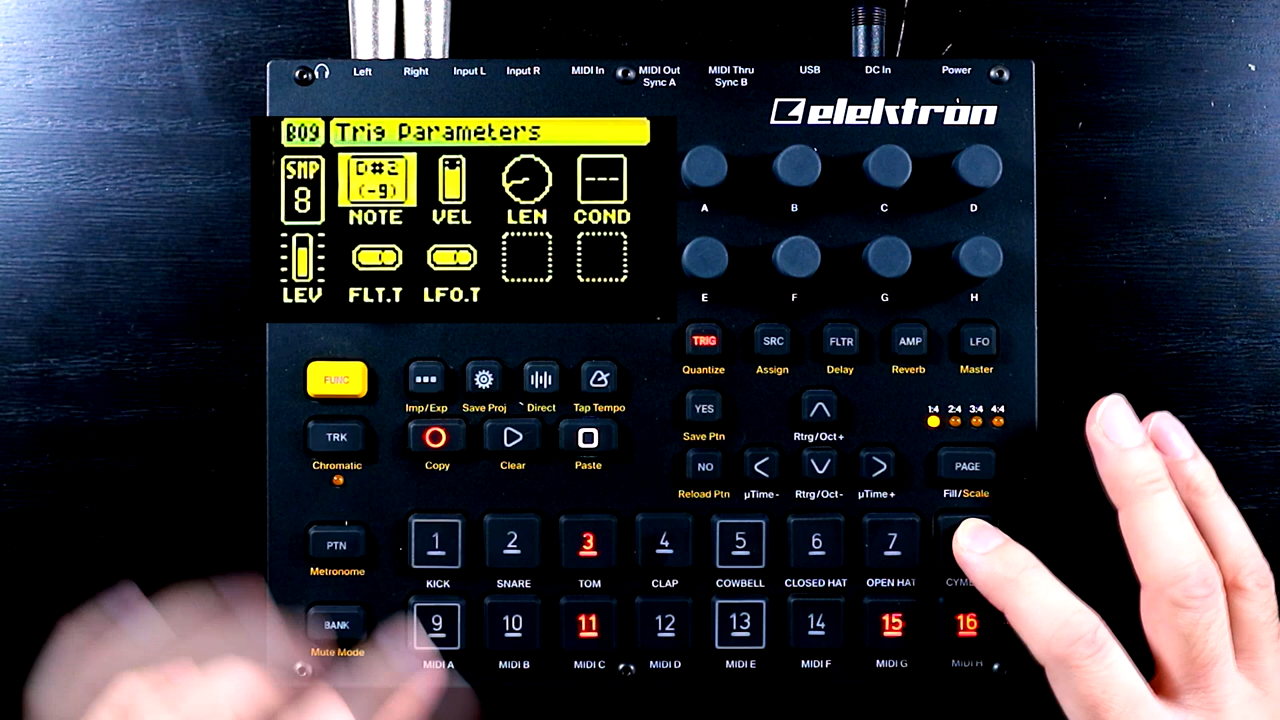 Left Right Input L Input R MIDI In MIDI Out MIDI Thru USB DC In Power
Sync A Sync B
elektron
B09 Trig Parameters
SMP
8
D#2
(-9)
---
NOTE VEL LEN COND
LEV FLT.T LFO.T
A B C D
E F G H
TRIG SRC FLTR AMP LFO
Quantize Assign Delay Reverb Master
FUNC
Imp/Exp Save Proj Direct Tap Tempo
YES
Save Ptn Rtrg/Oct+
1:4 2:4 3:4 4:4
TRK
Chromatic Copy Clear Paste
NO PAGE
Reload Ptn µTime- Rtrg/Oct- µTime+ Fill/Scale
PTN 1 2 3 4 5 6 7
Metronome KICK SNARE TOM CLAP COWBELL CLOSED HAT OPEN HAT
BANK 9 10 11 12 13 14 15 16
Mute Mode MIDI A MIDI B MIDI C MIDI D MIDI E MIDI F MIDI G MIDI H